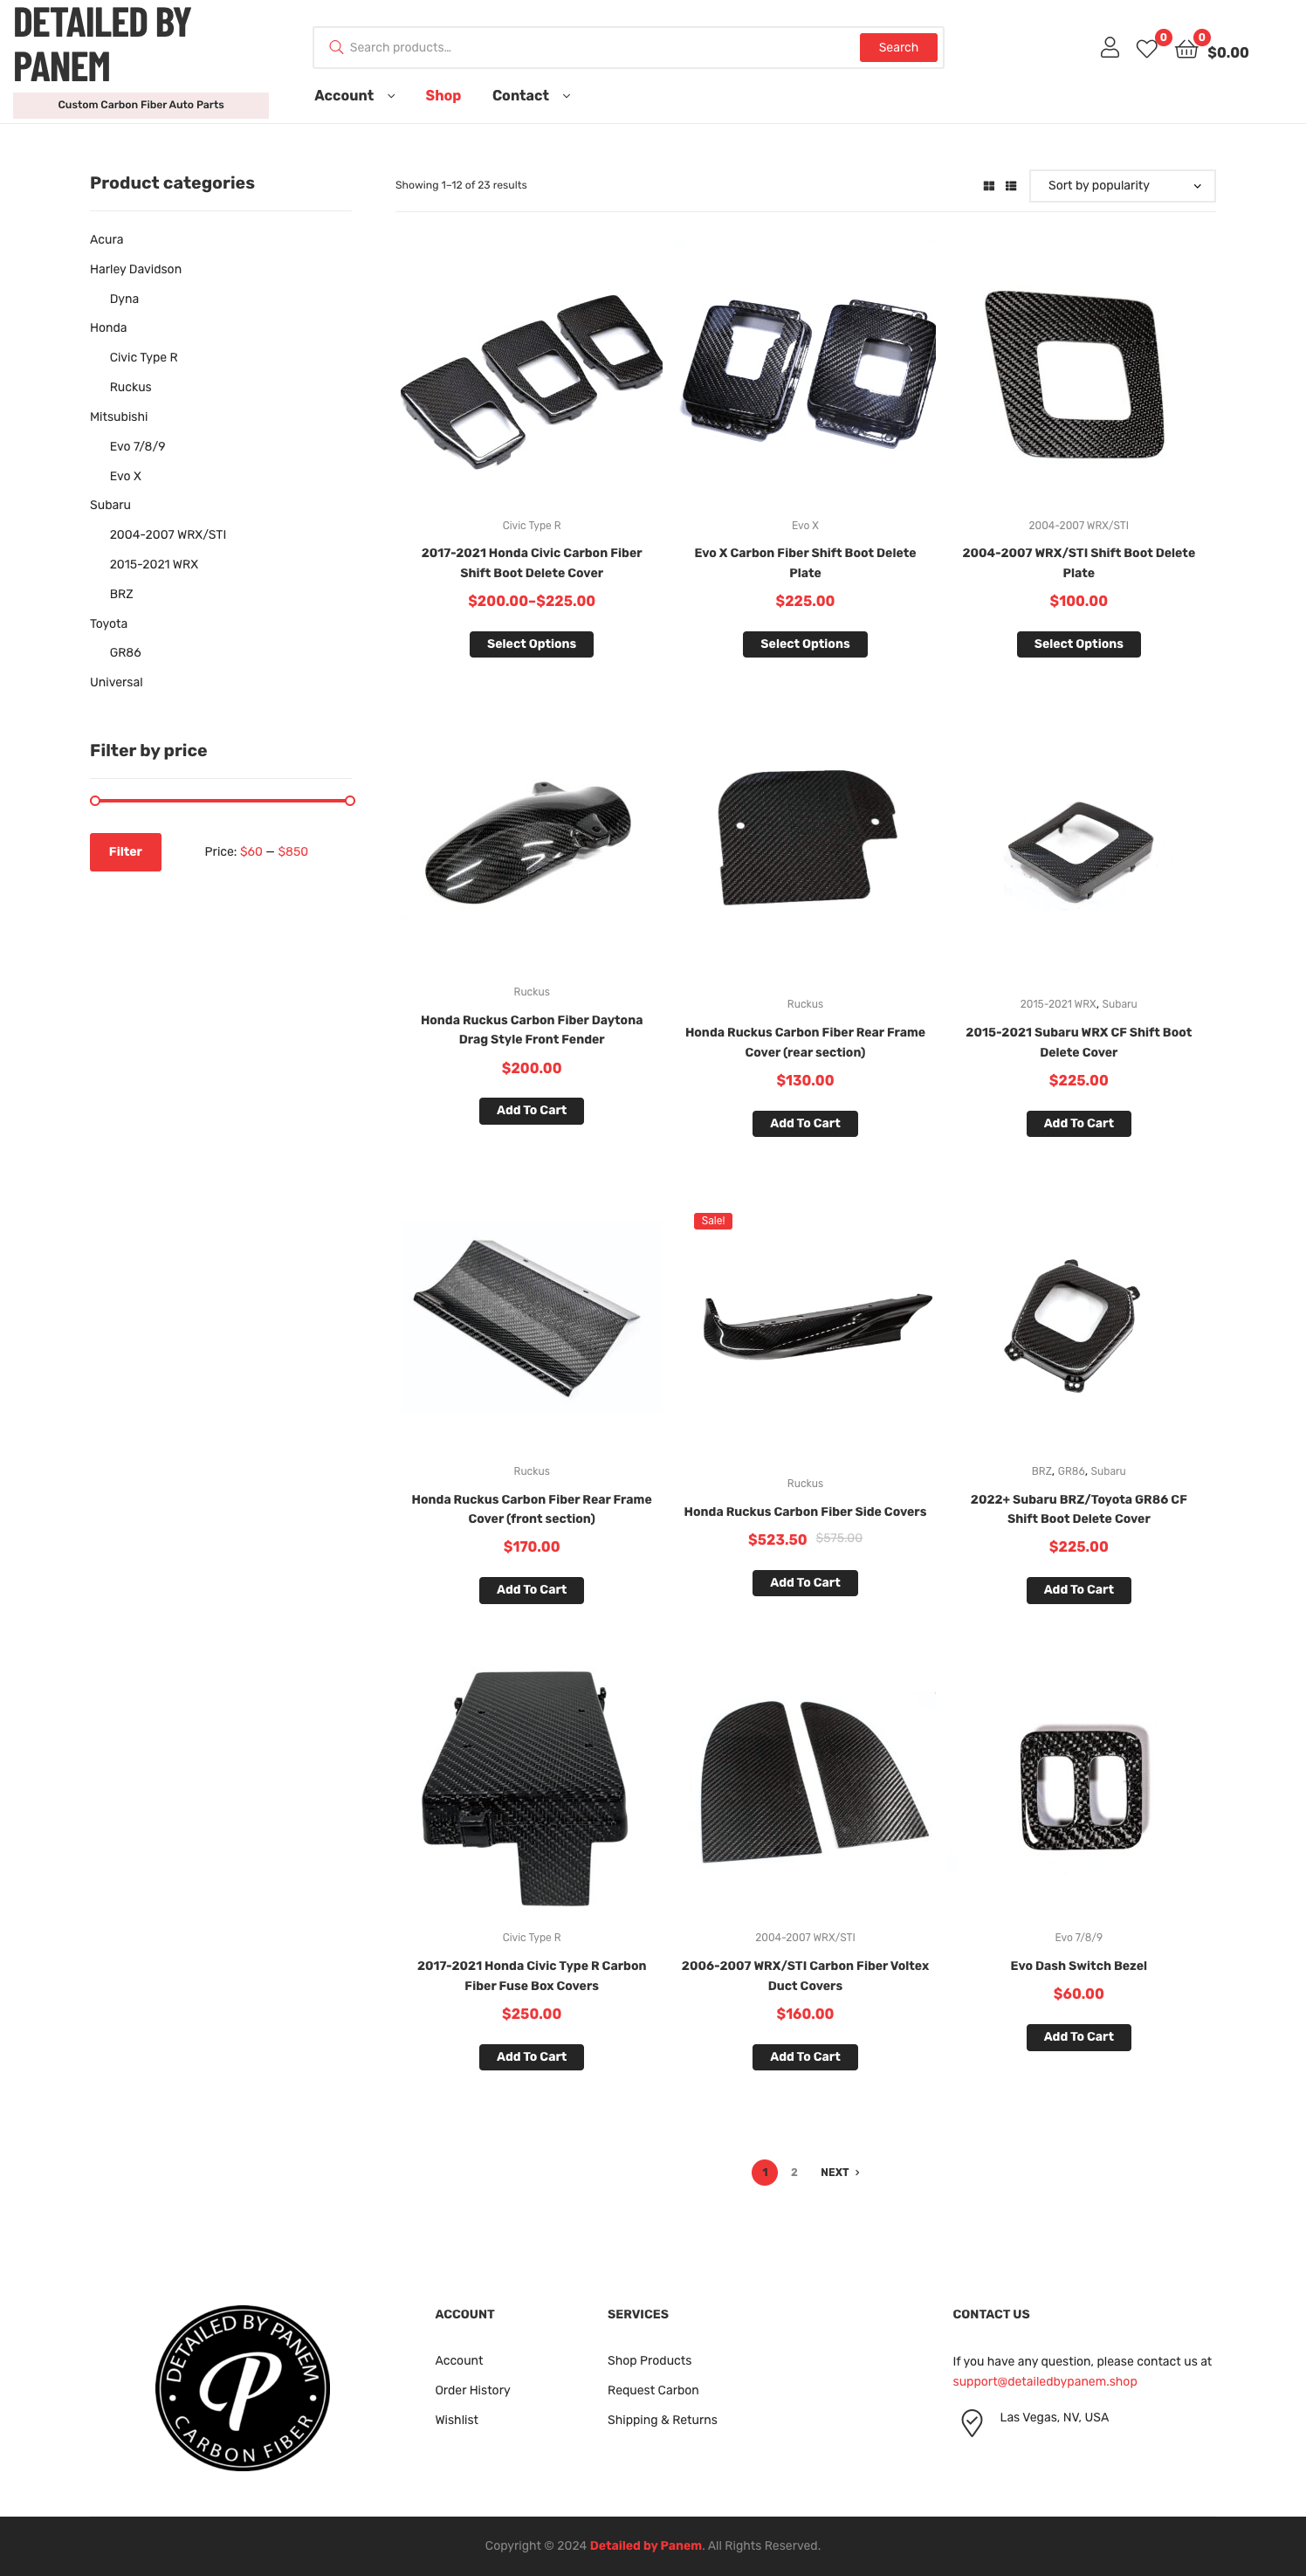 DETAILED BY
PANEM
Custom Carbon Fiber Auto Parts
Search products...
Search
0
0
$0.00
Account
Shop
Contact
Product categories
Acura
Harley Davidson
Dyna
Honda
Civic Type R
Ruckus
Mitsubishi
Evo 7/8/9
Evo X
Subaru
2004-2007 WRX/STI
2015-2021 WRX
BRZ
Toyota
GR86
Universal
Filter by price
Filter
Price: $60 — $850
Showing 1–12 of 23 results
Sort by popularity
Civic Type R
2017-2021 Honda Civic Carbon Fiber
Shift Boot Delete Cover
$200.00–$225.00
Select Options
Evo X
Evo X Carbon Fiber Shift Boot Delete
Plate
$225.00
Select Options
2004-2007 WRX/STI
2004-2007 WRX/STI Shift Boot Delete
Plate
$100.00
Select Options
Ruckus
Honda Ruckus Carbon Fiber Daytona
Drag Style Front Fender
$200.00
Add To Cart
Ruckus
Honda Ruckus Carbon Fiber Rear Frame
Cover (rear section)
$130.00
Add To Cart
2015-2021 WRX, Subaru
2015-2021 Subaru WRX CF Shift Boot
Delete Cover
$225.00
Add To Cart
Ruckus
Honda Ruckus Carbon Fiber Rear Frame
Cover (front section)
$170.00
Add To Cart
Sale!
Ruckus
Honda Ruckus Carbon Fiber Side Covers
$523.50 $575.00
Add To Cart
BRZ, GR86, Subaru
2022+ Subaru BRZ/Toyota GR86 CF
Shift Boot Delete Cover
$225.00
Add To Cart
Civic Type R
2017-2021 Honda Civic Type R Carbon
Fiber Fuse Box Covers
$250.00
Add To Cart
2004-2007 WRX/STI
2006-2007 WRX/STI Carbon Fiber Voltex
Duct Covers
$160.00
Add To Cart
Evo 7/8/9
Evo Dash Switch Bezel
$60.00
Add To Cart
1
2
NEXT
DETAILED BY PANEM
P
CARBON FIBER
ACCOUNT
Account
Order History
Wishlist
SERVICES
Shop Products
Request Carbon
Shipping & Returns
CONTACT US
If you have any question, please contact us at
support@detailedbypanem.shop
Las Vegas, NV, USA
Copyright © 2024 Detailed by Panem. All Rights Reserved.